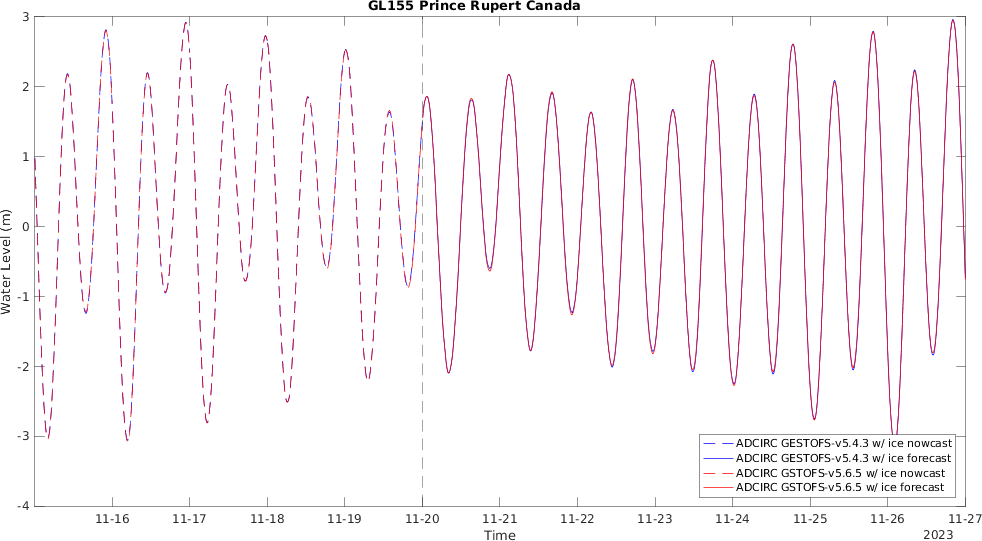 GL155 Prince Rupert Canada
3
2
1
0
-1
-2
-3
-4
Water Level (m)
ADCIRC GESTOFS-v5.4.3 w/ ice nowcast
ADCIRC GESTOFS-v5.4.3 w/ ice forecast
ADCIRC GSTOFS-v5.6.5 w/ ice nowcast
ADCIRC GSTOFS-v5.6.5 w/ ice forecast
11-16 11-17 11-18 11-19 11-20 11-21 11-22 11-23 11-24 11-25 11-26 11-27
Time
2023